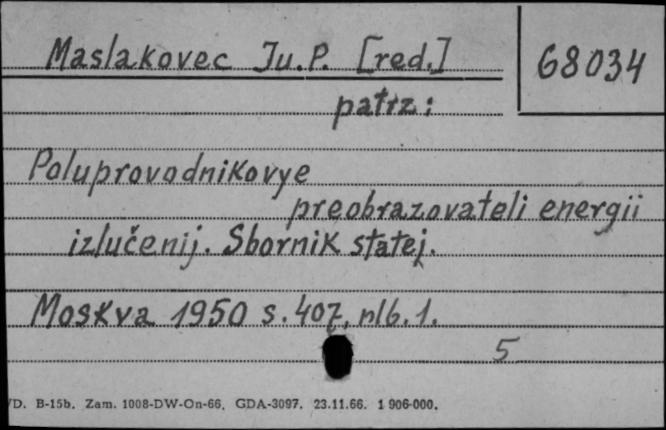 Maslakovec Ju. P. [red.]
68034
patrz:
Poluprovodnikovye
preobrazovateli energii
izlučenij. Sbornik statej.
Moskva 1950 s. 407, nlb. 1.
5
D. B-15b. Zam. 1008-DW-On-66. GDA-3097. 23.11.66. 1 906-000.